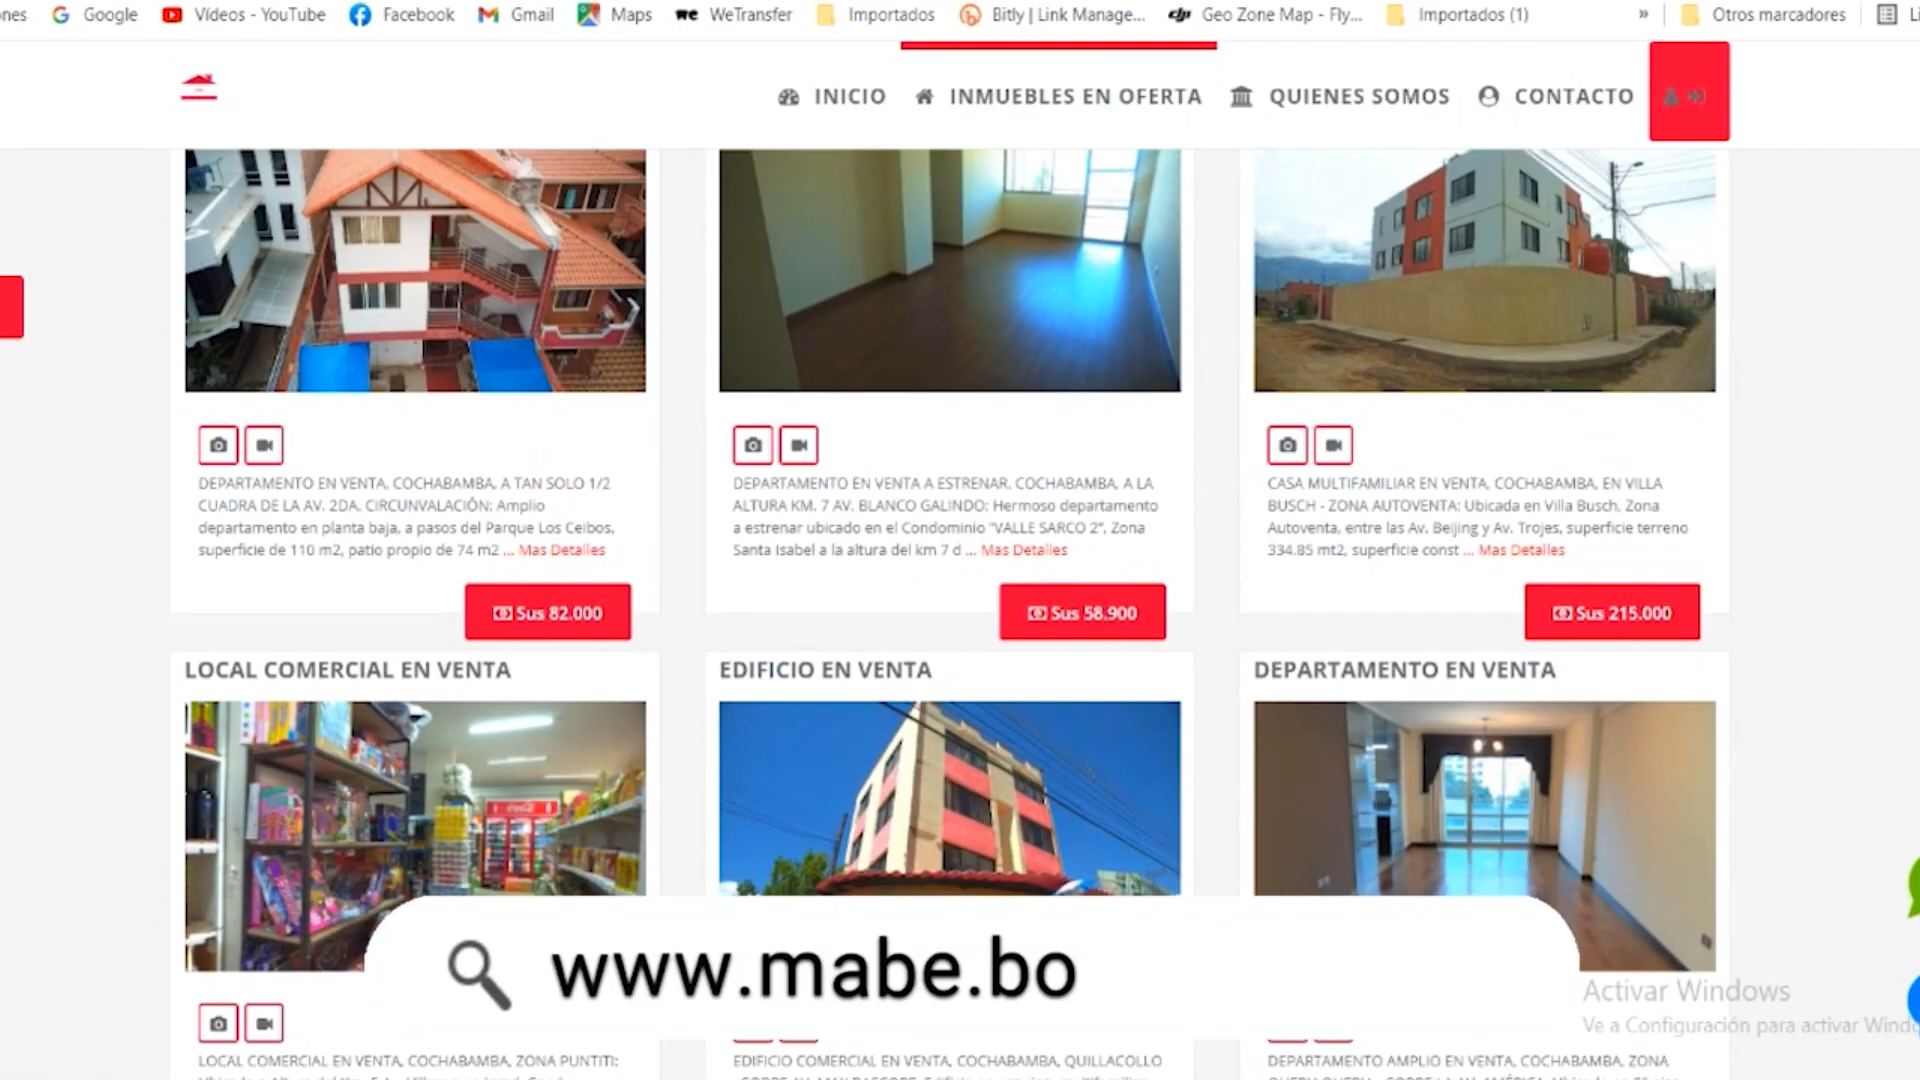 Google
Vídeos - YouTube
Facebook
Gmail
Maps
WeTransfer
Importados
Bitly | Link Manage...
Geo Zone Map - Fly...
Importados (1)
»
Otros marcadores
INICIO
INMUEBLES EN OFERTA
QUIENES SOMOS
CONTACTO
DEPARTAMENTO EN VENTA, COCHABAMBA, A TAN SOLO 1/2
CUADRA DE LA AV. 2DA. CIRCUNVALACIÓN: Amplio
departamento en planta baja, a pasos del Parque Los Ceibos,
superficie de 110 m2, patio propio de 74 m2 ... Mas Detalles
Sus 82.000
DEPARTAMENTO EN VENTA A ESTRENAR, COCHABAMBA, A LA
ALTURA KM. 7 AV. BLANCO GALINDO: Hermoso departamento
a estrenar ubicado en el Condominio "VALLE SARCO 2", Zona
Santa Isabel a la altura del km 7 d ... Mas Detalles
Sus 58.900
CASA MULTIFAMILIAR EN VENTA, COCHABAMBA, EN VILLA
BUSCH - ZONA AUTOVENTA: Ubicada en Villa Busch, Zona
Autoventa, entre las Av. Beijing y Av. Trojes, superficie terreno
334.85 mt2, superficie const ... Mas Detalles
Sus 215.000
LOCAL COMERCIAL EN VENTA
EDIFICIO EN VENTA
DEPARTAMENTO EN VENTA
www.mabe.bo
Activar Windows
Ve a Configuración para activar Windo
LOCAL COMERCIAL EN VENTA, COCHABAMBA, ZONA PUNTITI:
EDIFICIO COMERCIAL EN VENTA, COCHABAMBA, QUILLACOLLO
DEPARTAMENTO AMPLIO EN VENTA, COCHABAMBA, ZONA